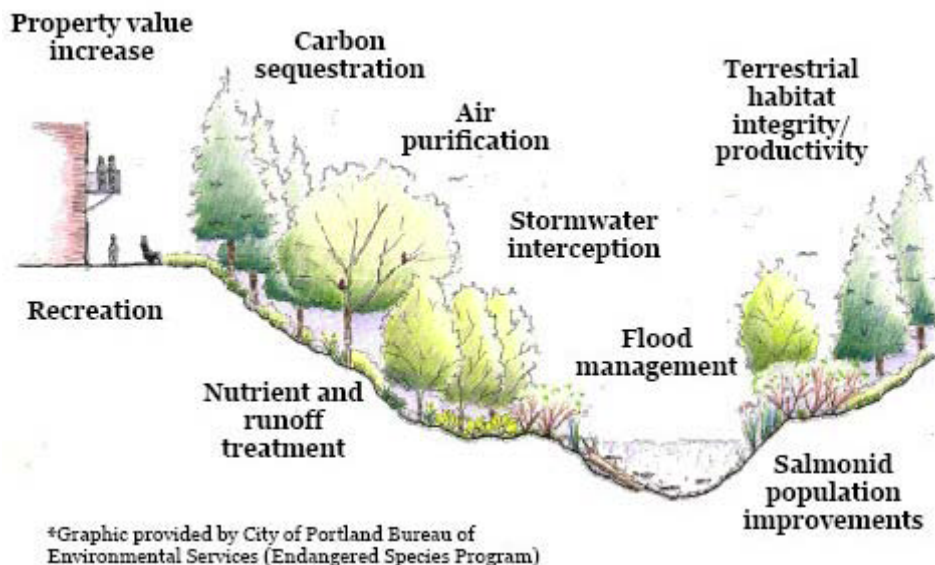 Property value
increase
Carbon
sequestration
Air
purification
Terrestrial
habitat
integrity/
productivity
Stormwater
interception
Recreation
Flood
management
Nutrient and
runoff
treatment
Salmonid
population
improvements
*Graphic provided by City of Portland Bureau of
Environmental Services (Endangered Species Program)